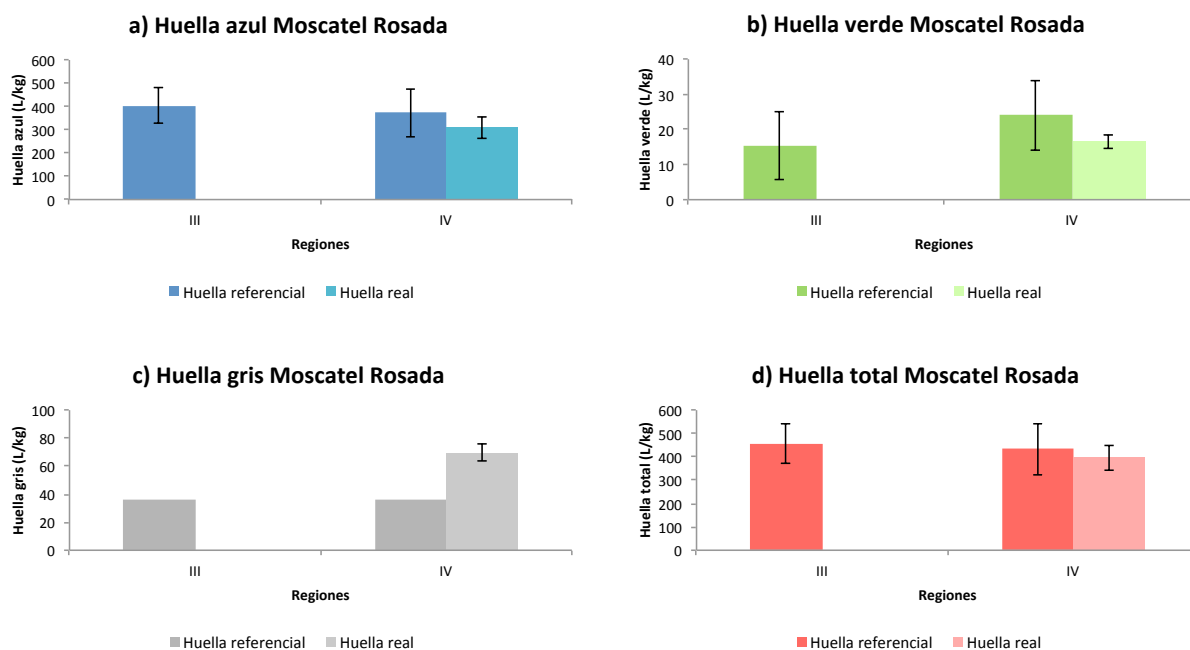 a) Huella azul Moscatel Rosada
Huella azul (L/kg)
600
500
400
300
200
100
0
III
IV
Regiones
Huella referencial
Huella real
b) Huella verde Moscatel Rosada
Huella verde (L/kg)
40
30
20
10
0
III
IV
Regiones
Huella referencial
Huella real
c) Huella gris Moscatel Rosada
Huella gris (L/kg)
100
80
60
40
20
0
III
IV
Regiones
Huella referencial
Huella real
d) Huella total Moscatel Rosada
Huella total (L/kg)
600
500
400
300
200
100
0
III
IV
Regiones
Huella referencial
Huella real